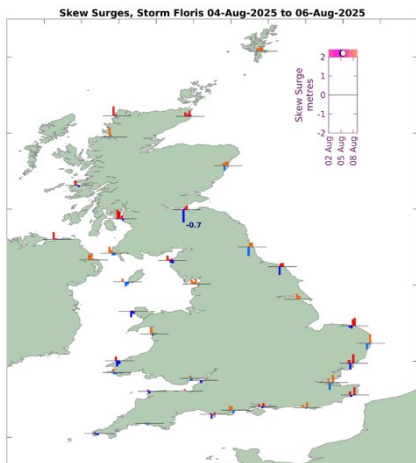 Skew Surges, Storm Floris 04-Aug-2025 to 06-Aug-2025
Skew Surge
metres
2
1
0
-1
-2
02 Aug
05 Aug
08 Aug
-0.7